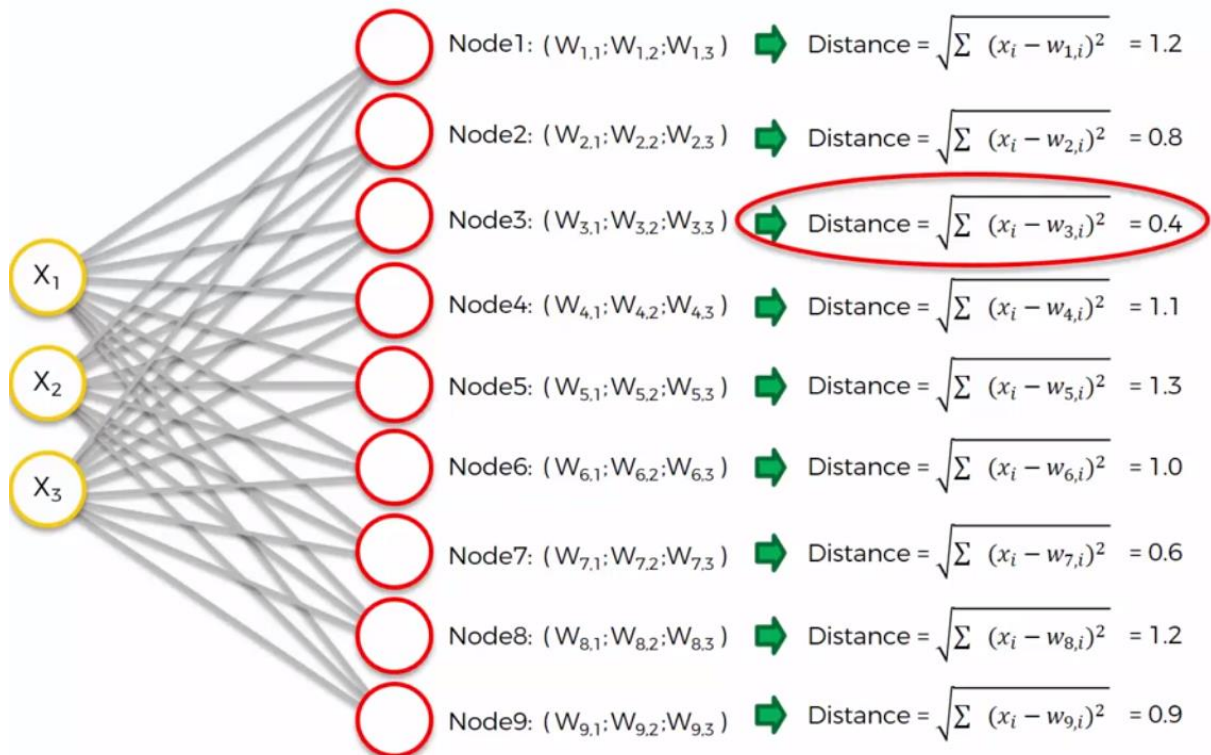 Node1: (W1,1;W1,2;W1,3) Distance = √∑ (xi − w1,i)² = 1.2
Node2: (W2,1;W2,2;W2,3) Distance = √∑ (xi − w2,i)² = 0.8
Node3: (W3,1;W3,2;W3,3) Distance = √∑ (xi − w3,i)² = 0.4
X1
Node4: (W4,1;W4,2;W4,3) Distance = √∑ (xi − w4,i)² = 1.1
X2
Node5: (W5,1;W5,2;W5,3) Distance = √∑ (xi − w5,i)² = 1.3
Node6: (W6,1;W6,2;W6,3) Distance = √∑ (xi − w6,i)² = 1.0
X3
Node7: (W7,1;W7,2;W7,3) Distance = √∑ (xi − w7,i)² = 0.6
Node8: (W8,1;W8,2;W8,3) Distance = √∑ (xi − w8,i)² = 1.2
Node9: (W9,1;W9,2;W9,3) Distance = √∑ (xi − w9,i)² = 0.9